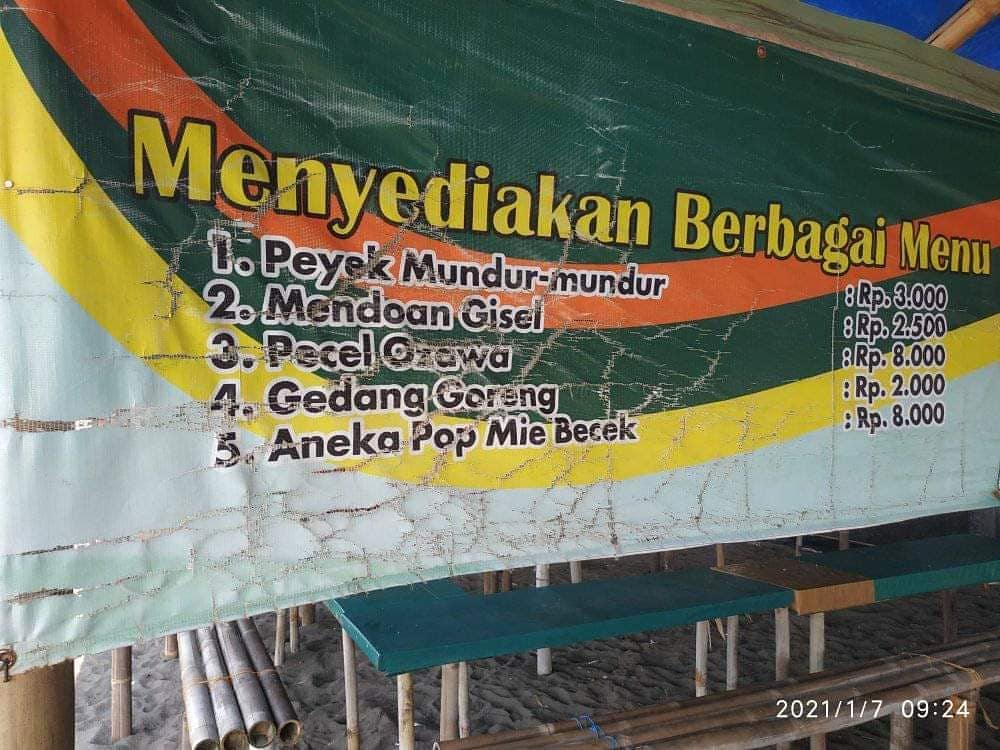 Menyediakan Berbagai Menu
1. Peyek Mundur-mundur : Rp. 3.000
2. Mendoan Gisel : Rp. 2.500
3. Pecel Ozawa : Rp. 8.000
4. Gedang Goreng : Rp. 2.000
5. Aneka Pop Mie Becek : Rp. 8.000
2021/1/7 09:24